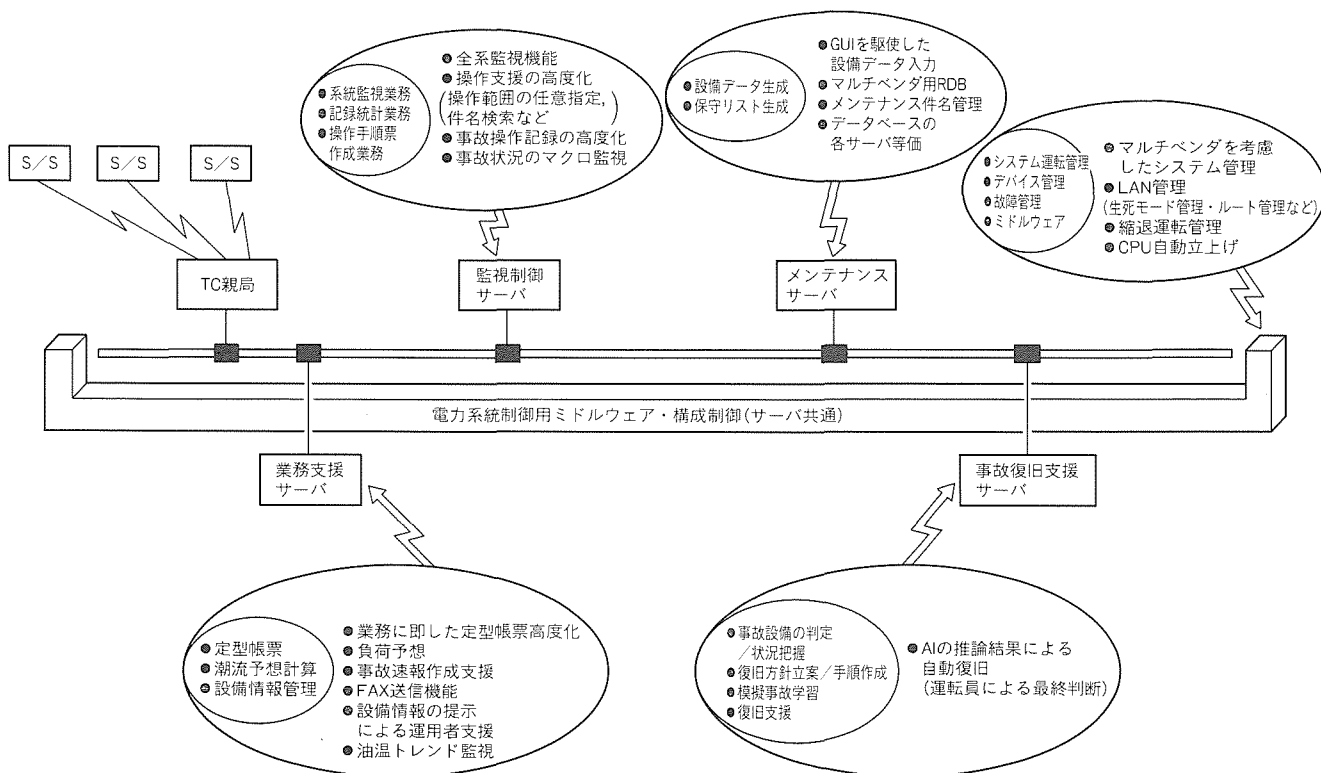 ●系統監視業務
●記録統計業務
●操作手順票
作成業務
●全系監視機能
●操作支援の高度化
(操作範囲の任意指定,
件名検索など)
●事故操作記録の高度化
●事故状況のマクロ監視
●設備データ生成
●保守リスト生成
●GUIを駆使した
設備データ入力
●マルチベンダ用RDB
●メンテナンス件名管理
●データベースの
各サーバ等価
●システム運転管理
●デバイス管理
●故障管理
●ミドルウェア
●マルチベンダを考慮
したシステム管理
●LAN管理
(生死モード管理・ルート管理など)
●縮退運転管理
●CPU自動立上げ
S/S
S/S
S/S
TC親局
監視制御
サーバ
メンテナンス
サーバ
電力系統制御用ミドルウェア・構成制御(サーバ共通)
業務支援
サーバ
事故復旧支援
サーバ
●定型帳票
●潮流予想計算
●設備情報管理
●業務に即した定型帳票高度化
●負荷予想
●事故速報作成支援
●FAX送信機能
●設備情報の提示
による運用者支援
●油温トレンド監視
●事故設備の判定
/状況把握
●復旧方針立案/手順作成
●模擬事故学習
●復旧支援
●AIの推論結果による
自動復旧
(運転員による最終判断)